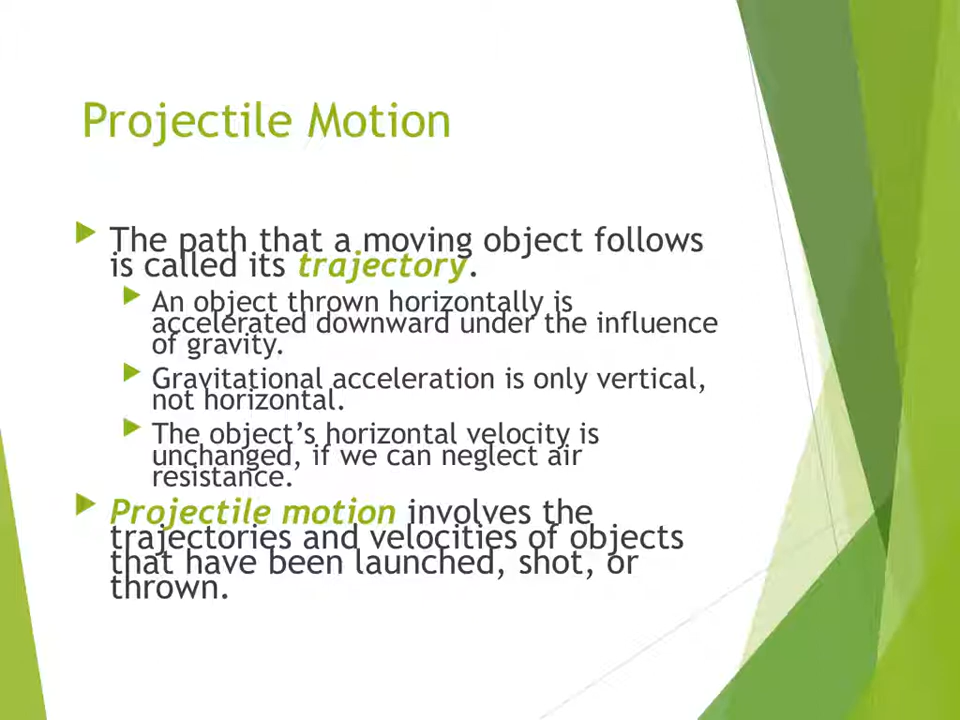 Projectile Motion
The path that a moving object follows
is called its trajectory.
An object thrown horizontally is
accelerated downward under the influence
of gravity.
Gravitational acceleration is only vertical,
not horizontal.
The object’s horizontal velocity is
unchanged, if we can neglect air
resistance.
Projectile motion involves the
trajectories and velocities of objects
that have been launched, shot, or
thrown.